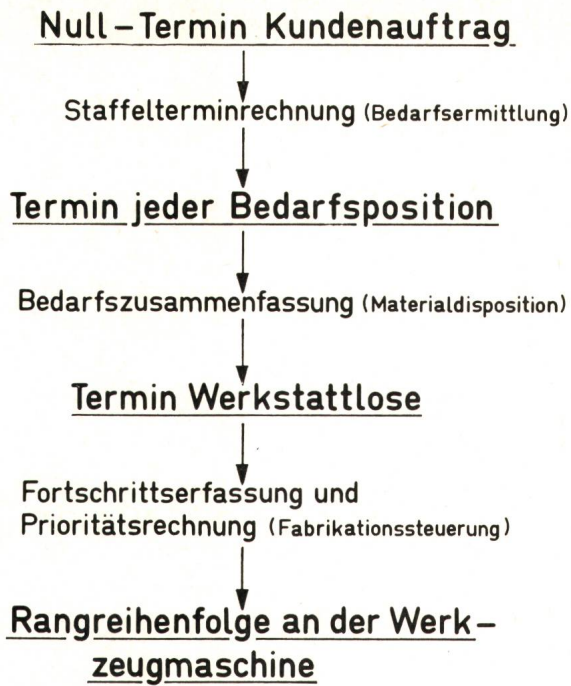 Null-Termin Kundenauftrag
Staffelterminrechnung (Bedarfsermittlung)
Termin jeder Bedarfsposition
Bedarfszusammenfassung (Materialdisposition)
Termin Werkstattlose
Fortschrittserfassung und
Prioritätsrechnung (Fabrikationssteuerung)
Rangreihenfolge an der Werk-
zeugmaschine